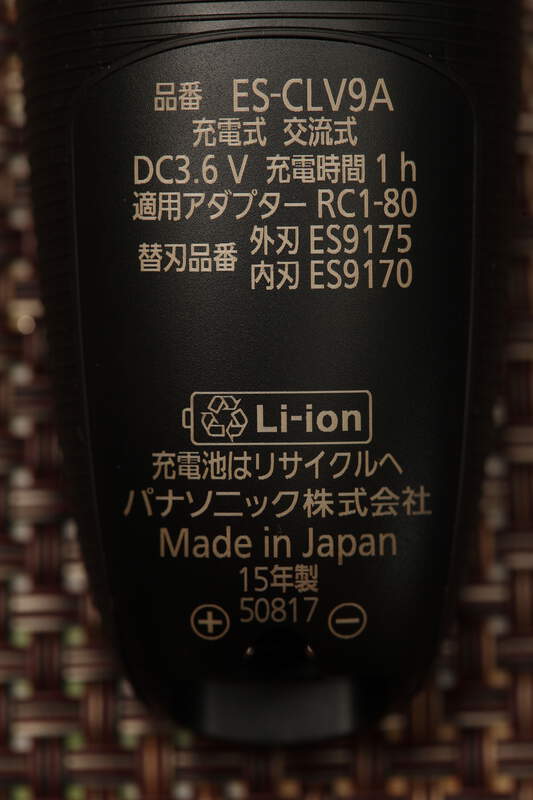 品番 ES-CLV9A
充電式 交流式
DC3.6 V 充電時間 1 h
適用アダプター RC1-80
替刃品番 外刃 ES9175
内刃 ES9170
Li-ion
充電池はリサイクルへ
パナソニック株式会社
Made in Japan
15年製
+ 50817 −